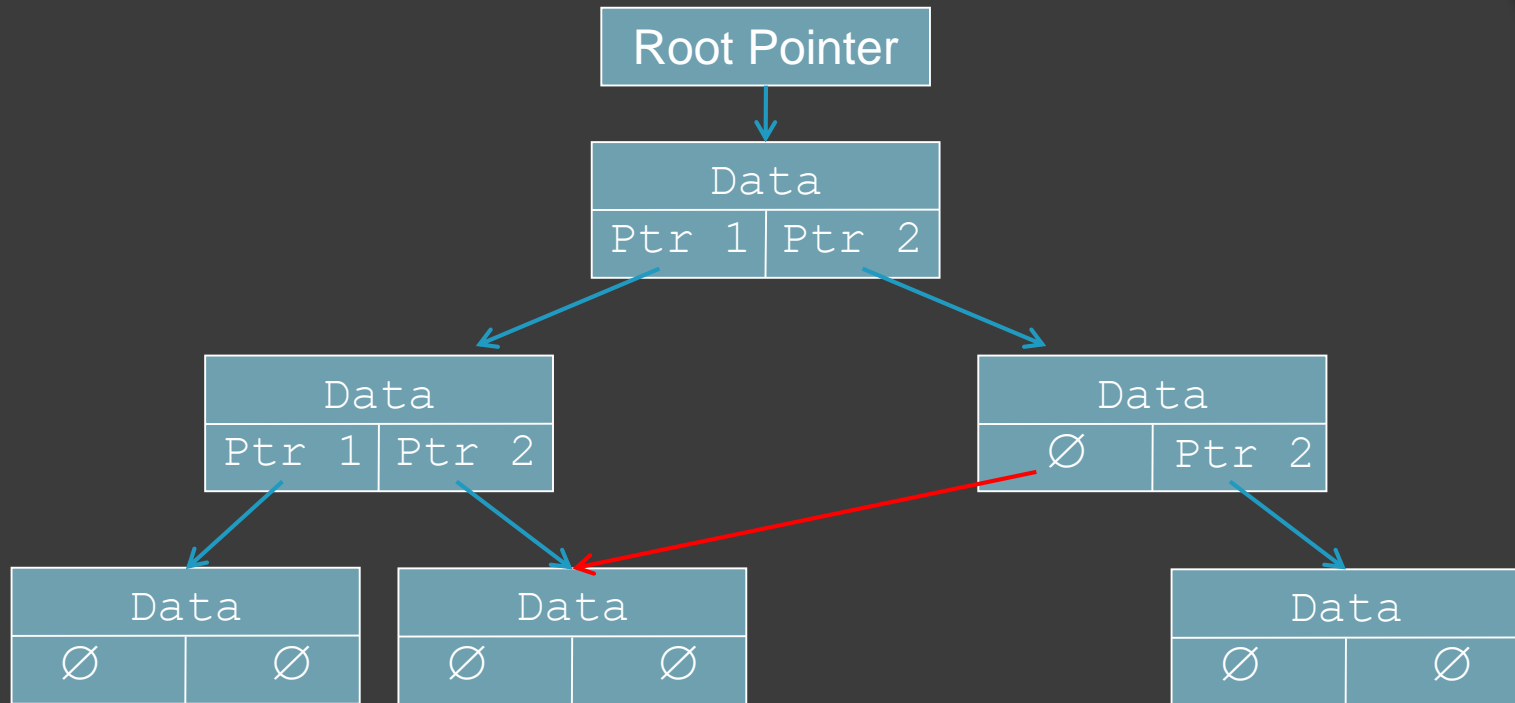 Root Pointer
Data
Ptr 1 Ptr 2
Data
Ptr 1 Ptr 2
Data
∅ Ptr 2
Data
∅ ∅
Data
∅ ∅
Data
∅ ∅